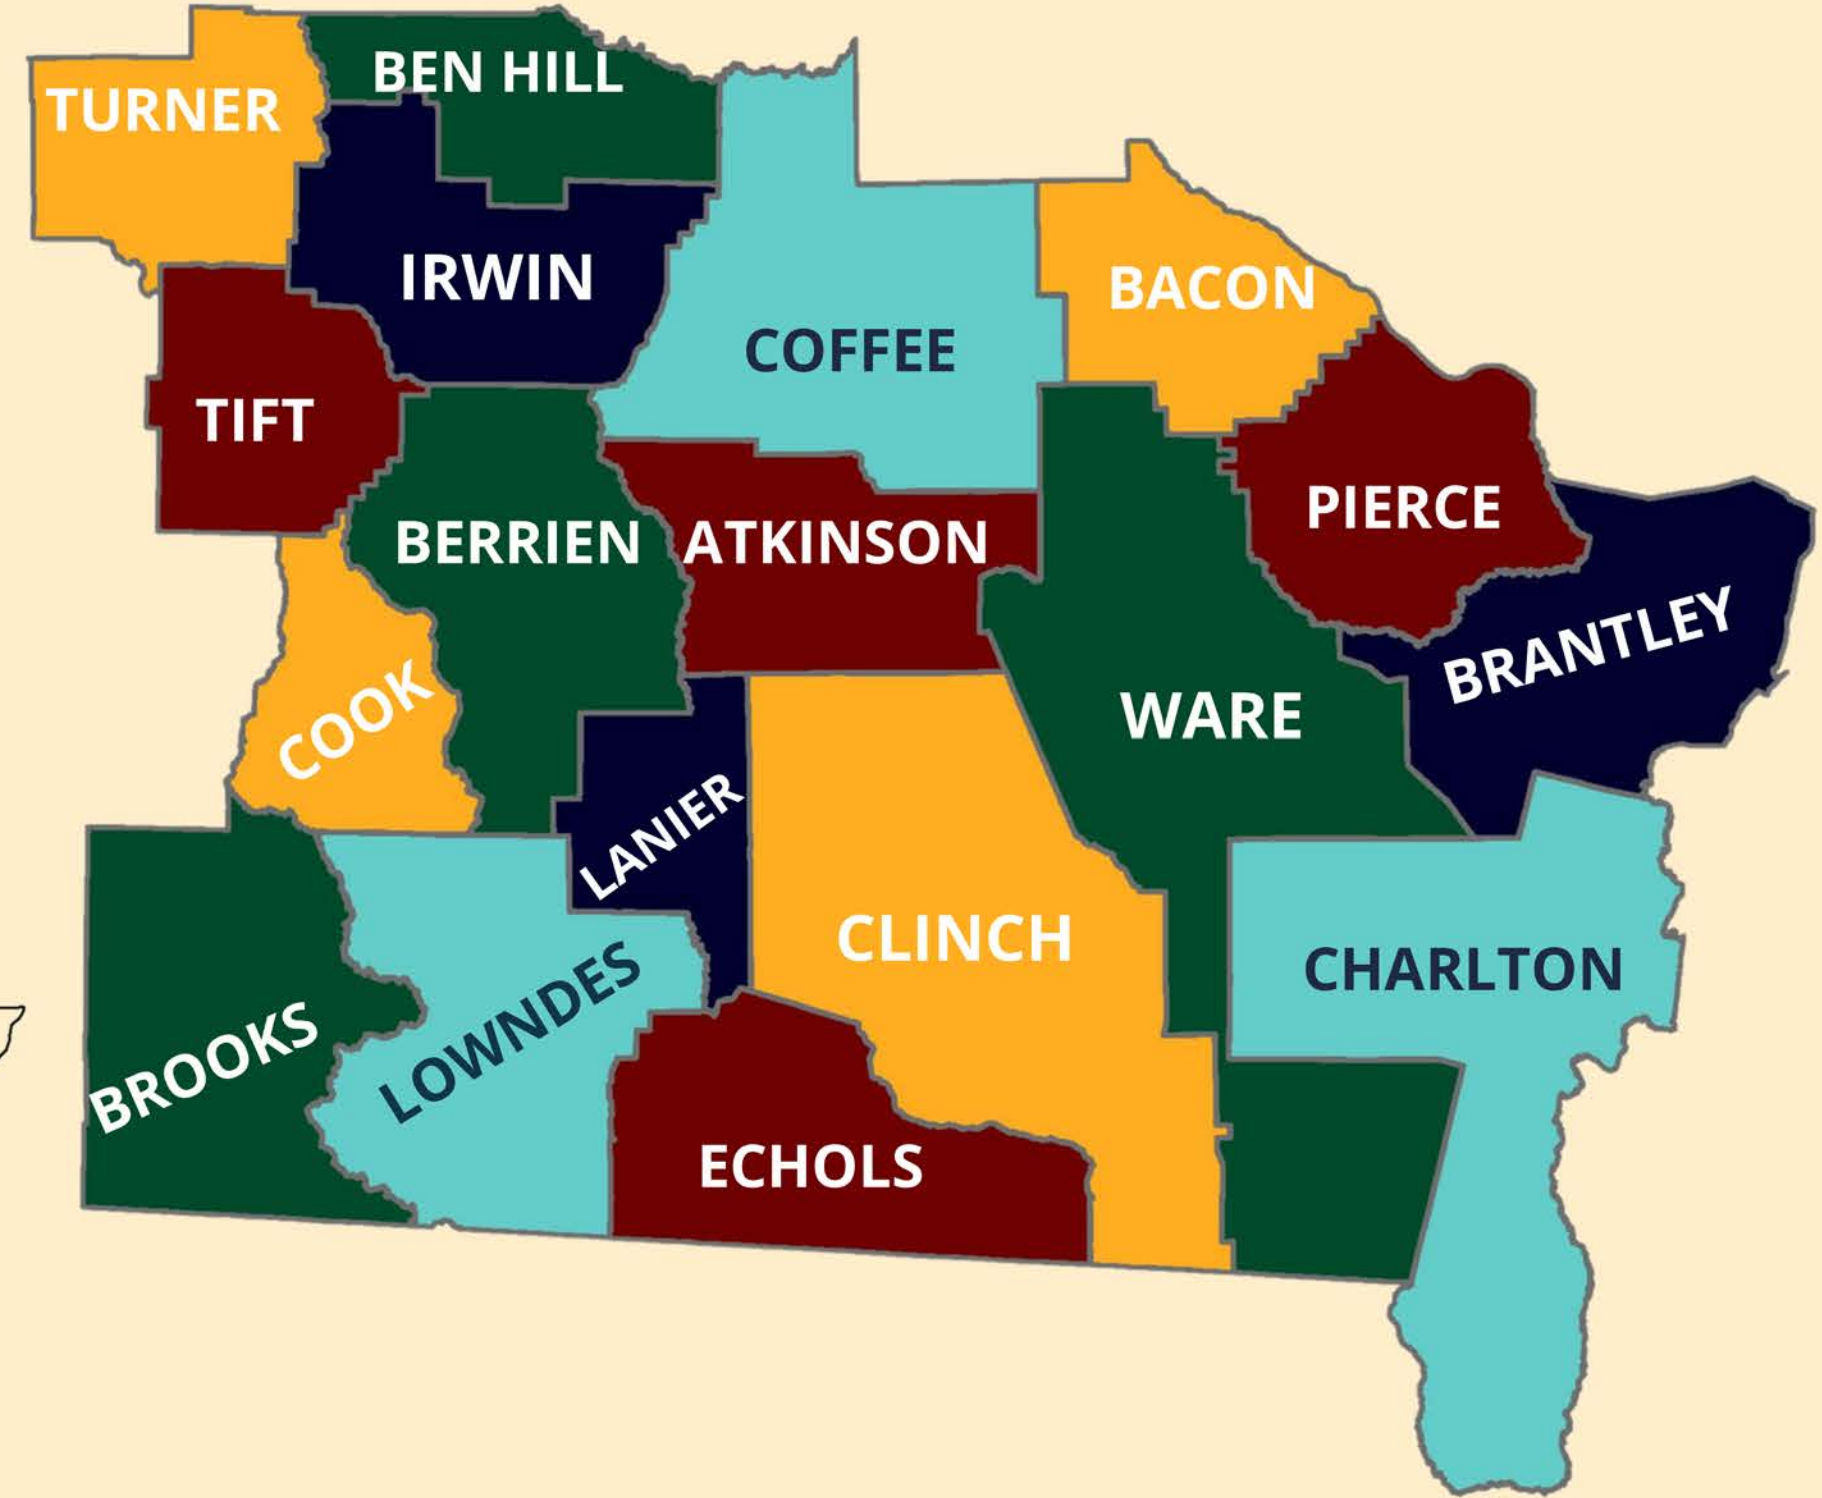 BEN HILL
TURNER
IRWIN
BACON
COFFEE
TIFT
PIERCE
BERRIEN
ATKINSON
BRANTLEY
COOK
WARE
LANIER
CLINCH
CHARLTON
LOWNDES
BROOKS
ECHOLS